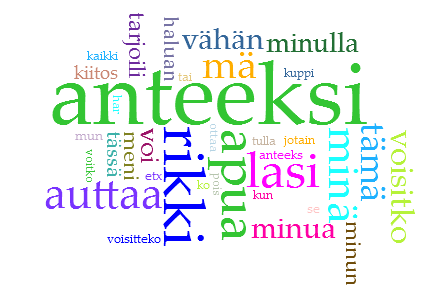 tarjoili
haluan
vähän
minulla
kaikki
kiitos
mä
tai
kuppi
anteeksi
har
mun
tässä
meni
voi
rikki
ottaa
apua
tulla
jotain
anteeks
lasi
minä
tämä
voisitko
voitko
etx
ko
pois
kun
auttaa
se
voisitteko
minua
minun